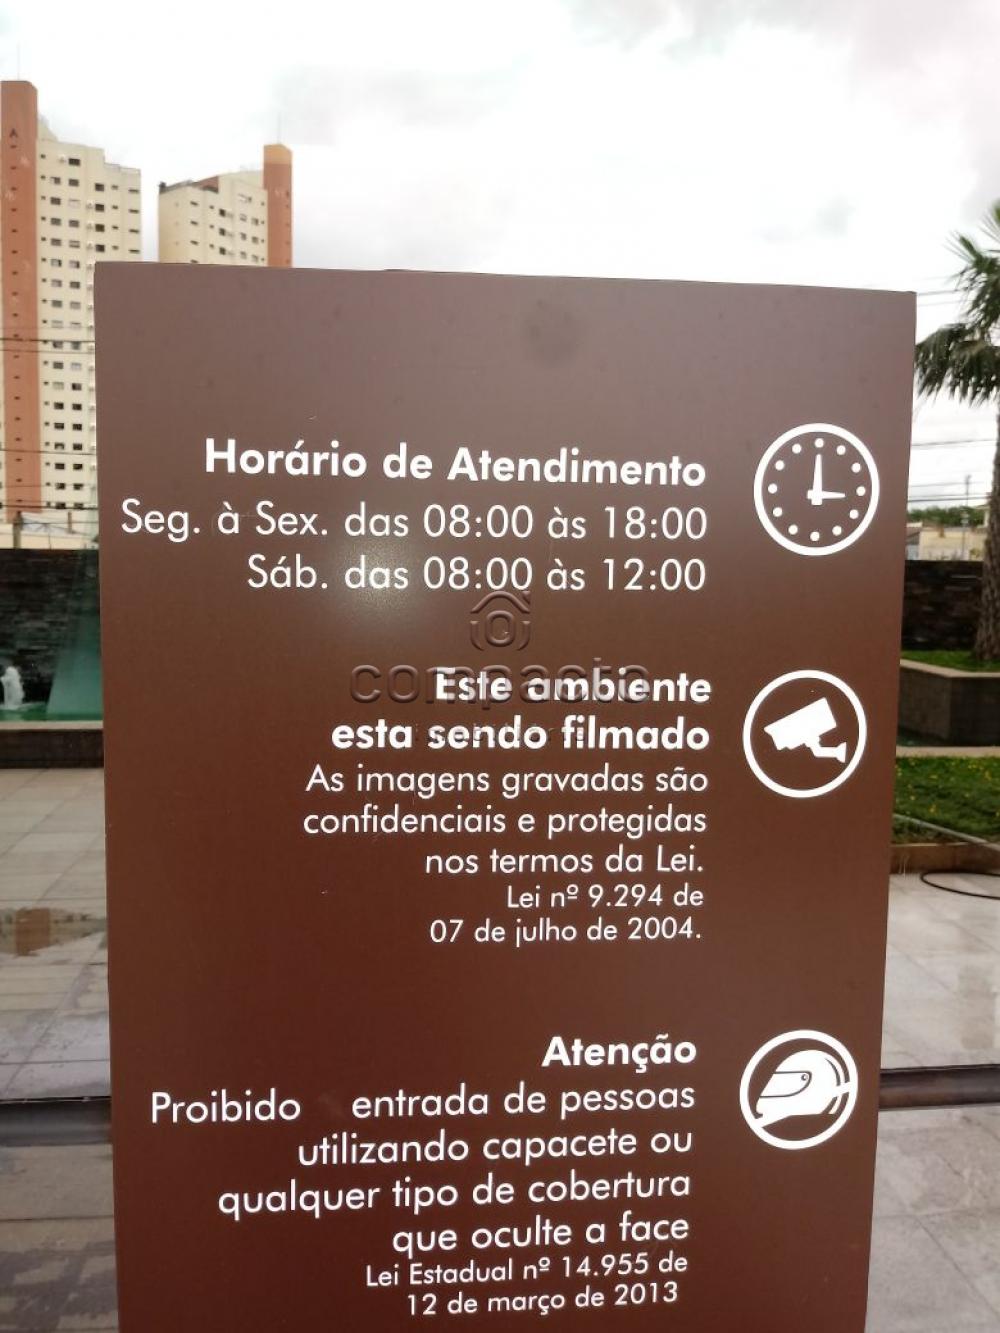 Horário de Atendimento
Seg. à Sex. das 08:00 às 18:00
Sáb. das 08:00 às 12:00
compacto
Este ambiente
esta sendo filmado
As imagens gravadas são
confidenciais e protegidas
nos termos da Lei.
Lei nº 9.294 de
07 de julho de 2004.
Atenção
Proibido entrada de pessoas
utilizando capacete ou
qualquer tipo de cobertura
que oculte a face
Lei Estadual nº 14.955 de
12 de março de 2013